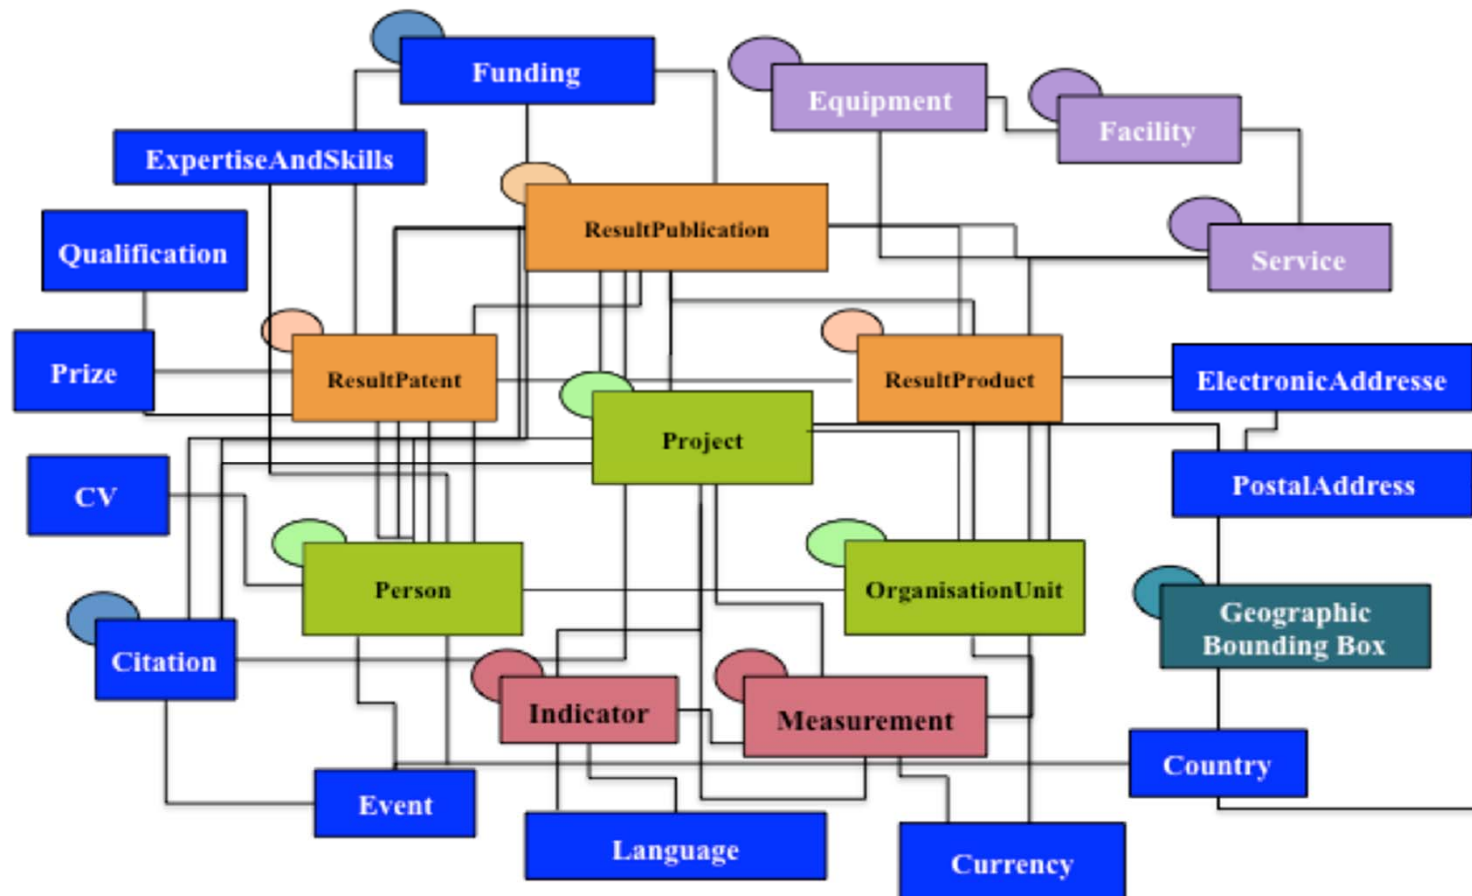 Funding
Equipment
Facility
ExpertiseAndSkills
ResultPublication
Qualification
Service
Prize
ResultPatent
ResultProduct
ElectronicAddresse
Project
CV
PostalAddress
Person
OrganisationUnit
Geographic
Bounding Box
Citation
Indicator
Measurement
Country
Event
Language
Currency